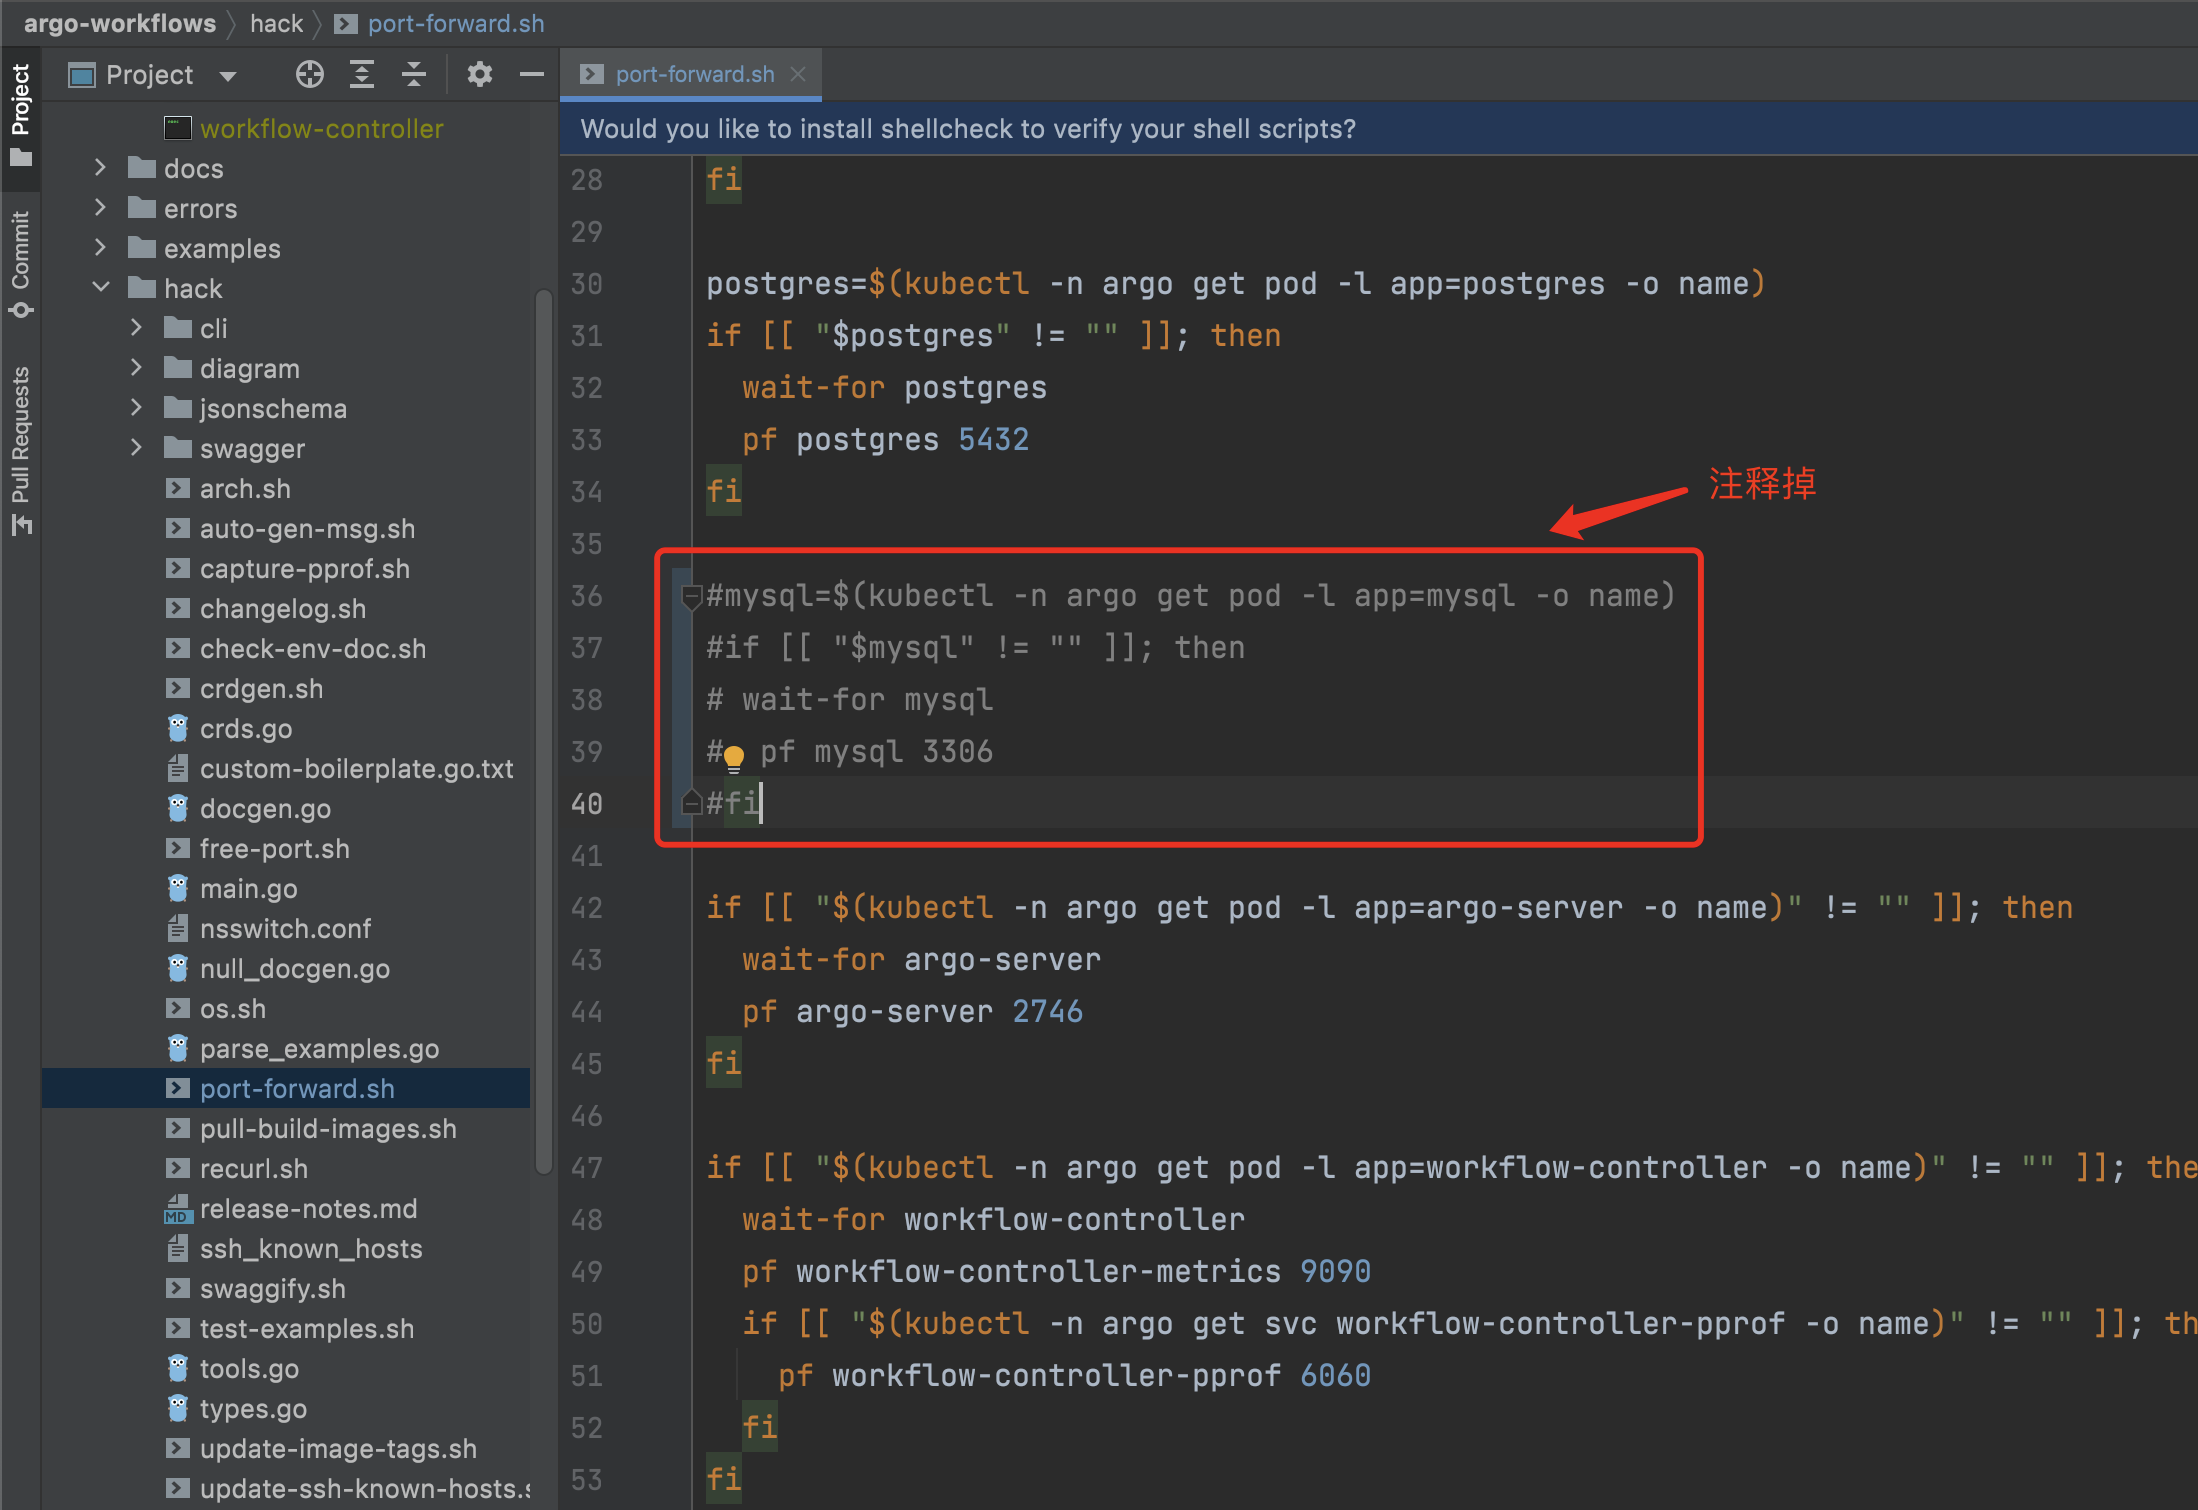 argo-workflows
hack
port-forward.sh
Project
Commit
Pull Requests
Project
workflow-controller
docs
errors
examples
hack
cli
diagram
jsonschema
swagger
arch.sh
auto-gen-msg.sh
capture-pprof.sh
changelog.sh
check-env-doc.sh
crdgen.sh
crds.go
custom-boilerplate.go.txt
docgen.go
free-port.sh
main.go
nsswitch.conf
null_docgen.go
os.sh
parse_examples.go
port-forward.sh
pull-build-images.sh
recurl.sh
MD release-notes.md
ssh_known_hosts
swaggify.sh
test-examples.sh
tools.go
types.go
update-image-tags.sh
update-ssh-known-hosts.s
port-forward.sh
Would you like to install shellcheck to verify your shell scripts?
28 fi
29
30 postgres=$(kubectl -n argo get pod -l app=postgres -o name)
31 if [[ "$postgres" != "" ]]; then
32 wait-for postgres
33 pf postgres 5432
34 fi
注释掉
35
36 #mysql=$(kubectl -n argo get pod -l app=mysql -o name)
37 #if [[ "$mysql" != "" ]]; then
38 # wait-for mysql
39 # pf mysql 3306
40 #fi
41
42 if [[ "$(kubectl -n argo get pod -l app=argo-server -o name)" != "" ]]; then
43 wait-for argo-server
44 pf argo-server 2746
45 fi
46
47 if [[ "$(kubectl -n argo get pod -l app=workflow-controller -o name)" != "" ]]; the
48 wait-for workflow-controller
49 pf workflow-controller-metrics 9090
50 if [[ "$(kubectl -n argo get svc workflow-controller-pprof -o name)" != "" ]]; th
51 pf workflow-controller-pprof 6060
52 fi
53 fi